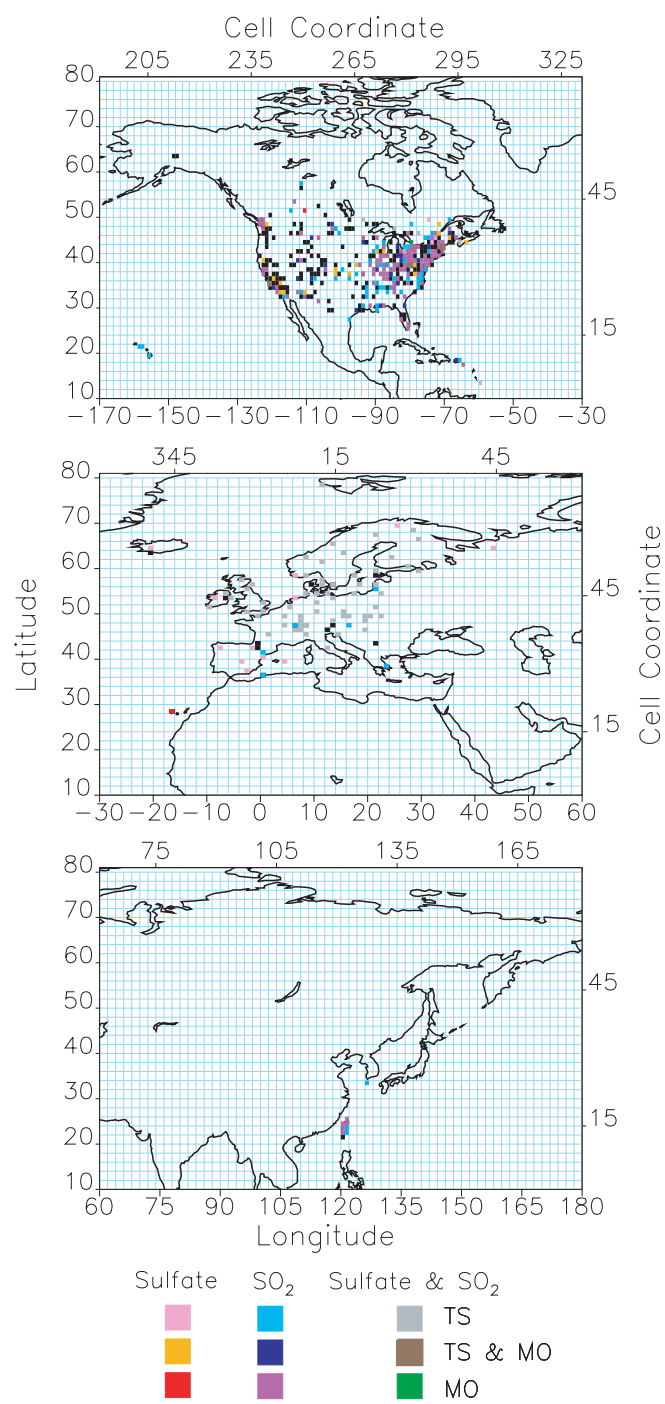 Cell Coordinate
205 235 265 295 325
80
70
60
50
40
30
20
10
45
15
−170 −150 −130 −110 −90 −70 −50 −30
345 15 45
80
70
60
50
40
30
20
10
45
15
−30 −20 −10 0 10 20 30 40 50 60
Latitude
Cell Coordinate
75 105 135 165
80
70
60
50
40
30
20
10
45
15
60 75 90 105 120 135 150 165 180
Longitude
Sulfate SO₂ Sulfate & SO₂
TS
TS & MO
MO